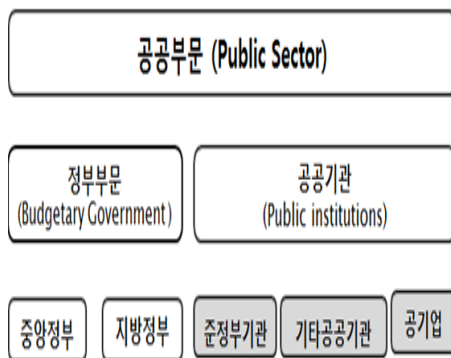 공공부문 (Public Sector)
정부부문
(Budgetary Government)
공공기관
(Public institutions)
중앙정부
지방정부
준정부기관
기타공공기관
공기업